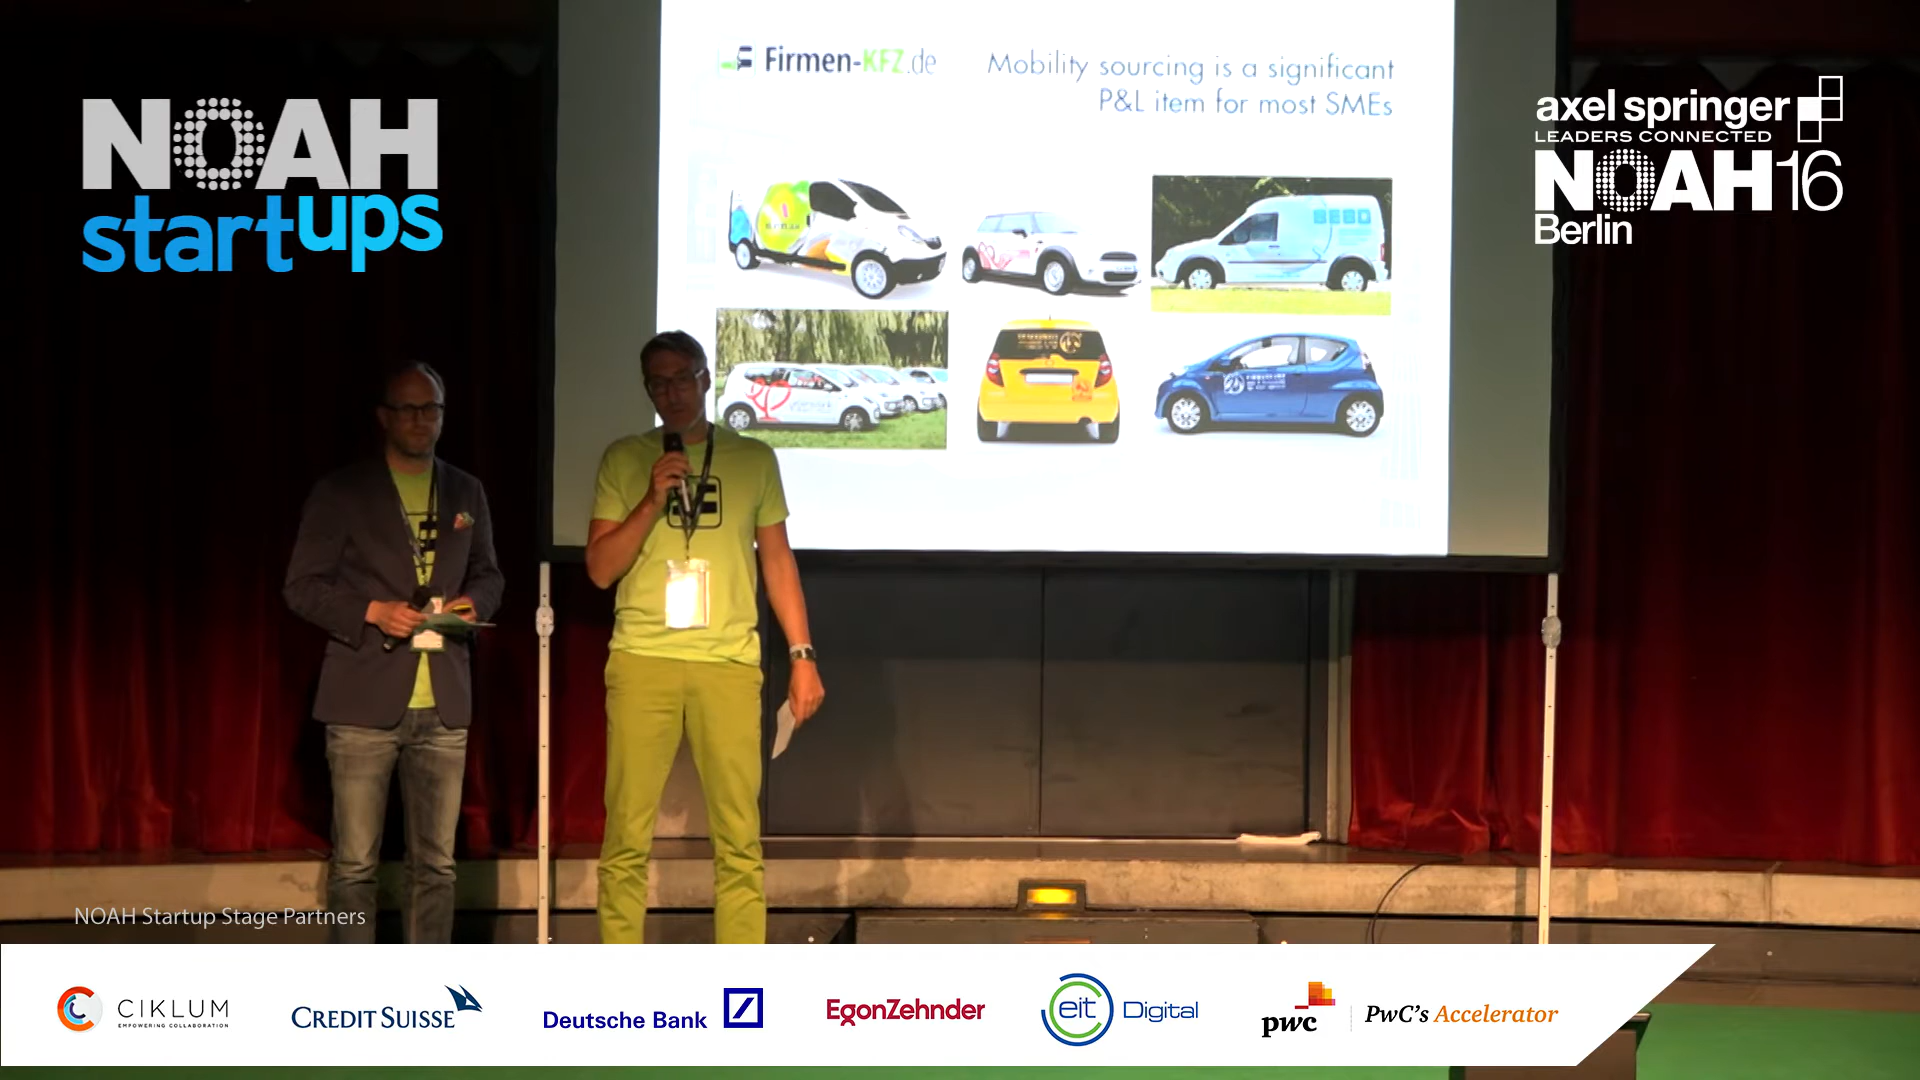 NOAH
startups
Firmen-KFZ.de
Mobility sourcing is a significant
P&L item for most SMEs
axel springer
LEADERS CONNECTED
NOAH16
Berlin
BEBO
NOAH Startup Stage Partners
CIKLUM
EMPOWERING COLLABORATION
CREDIT SUISSE
Deutsche Bank
EgonZehnder
eit Digital
pwc
PwC's Accelerator